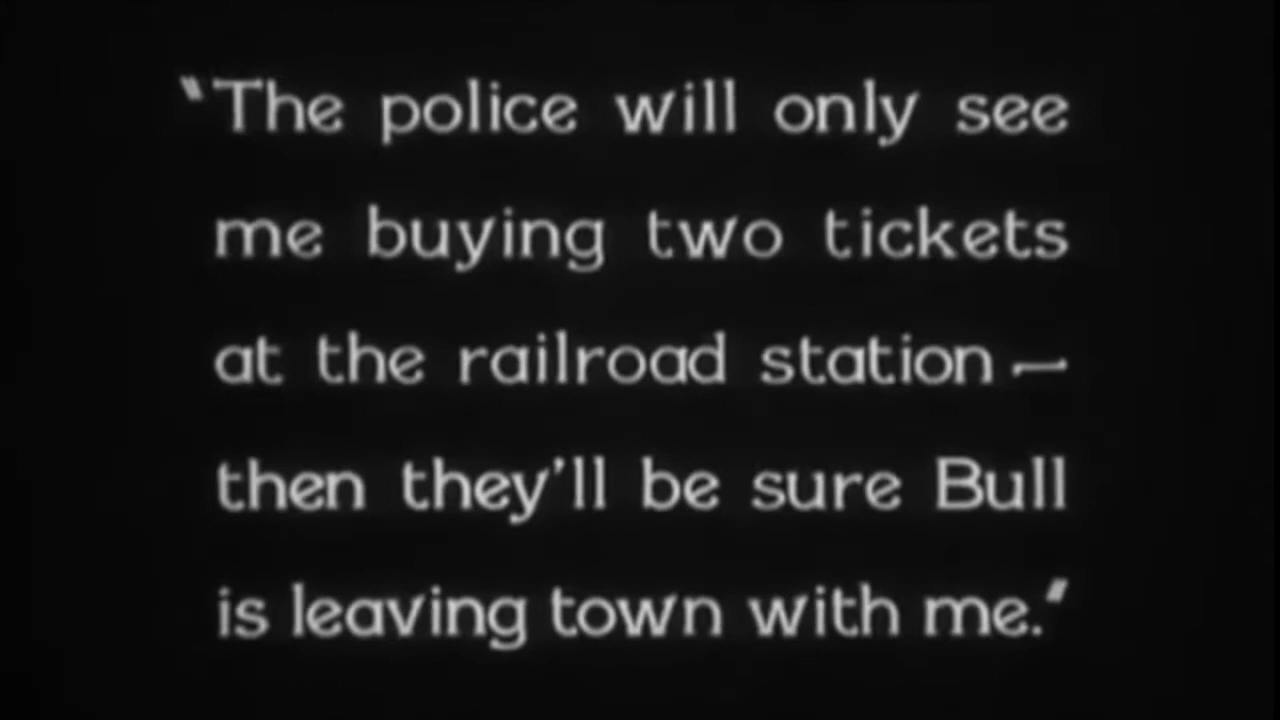 "The police will only see
me buying two tickets
at the railroad station—
then they'll be sure Bull
is leaving town with me."